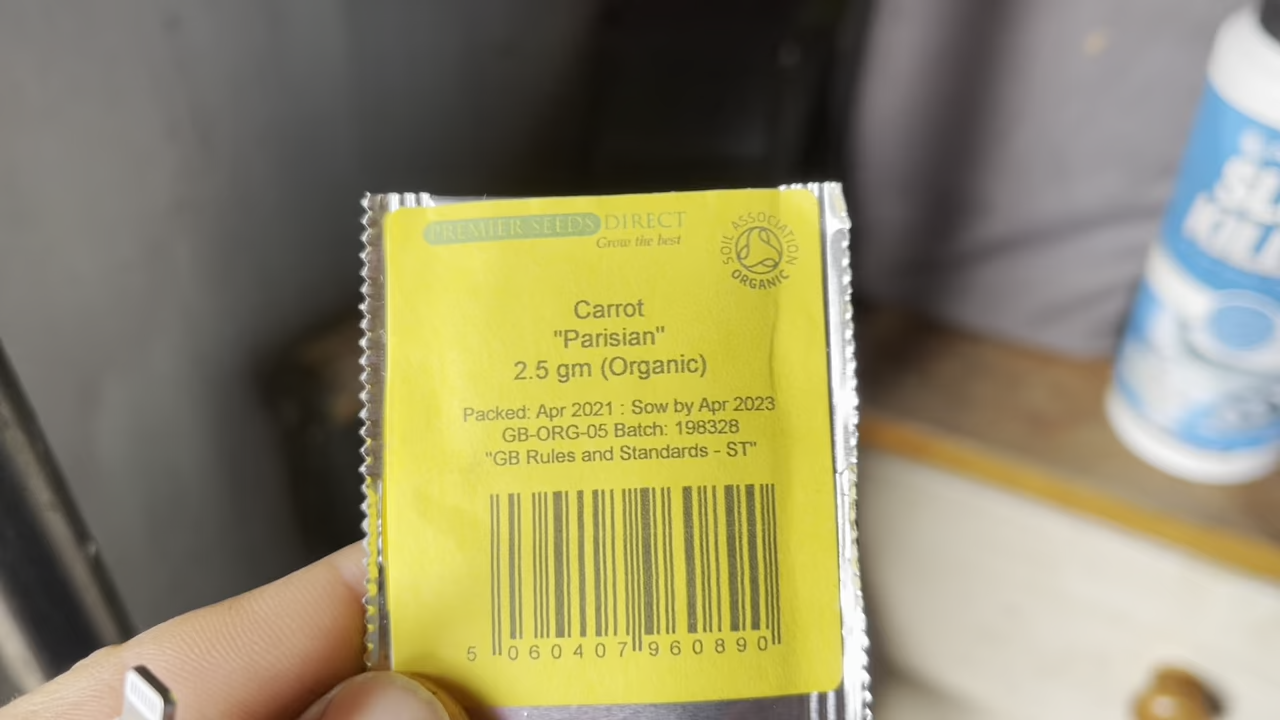 PREMIER SEEDS DIRECT
Grow the best
SOIL ASSOCIATION
ORGANIC
Carrot
"Parisian"
2.5 gm (Organic)
Packed: Apr 2021 : Sow by Apr 2023
GB-ORG-05 Batch: 198328
"GB Rules and Standards - ST"
5 060407 960890